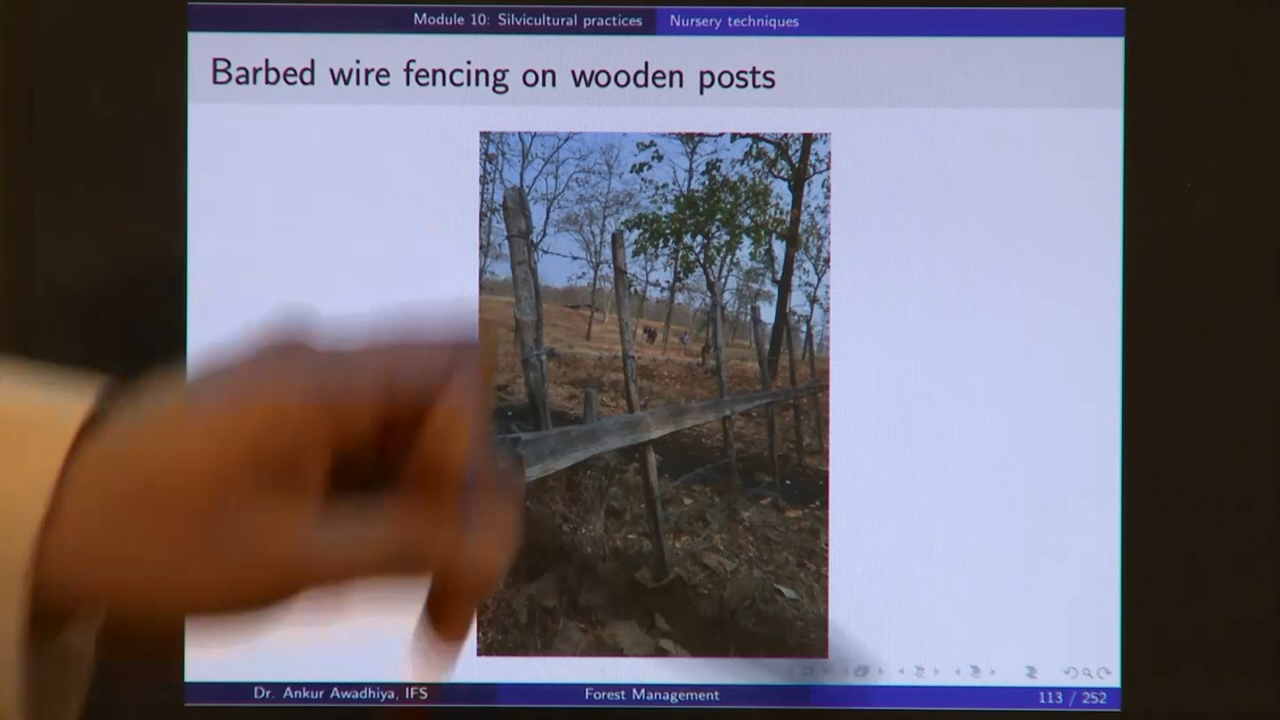 Module 10: Silvicultural practices Nursery techniques
Barbed wire fencing on wooden posts
Dr. Ankur Awadhiya, IFS Forest Management 113 / 252